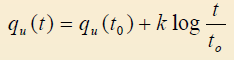 q_u (t) = q_u (t_0) + k log t/t_o